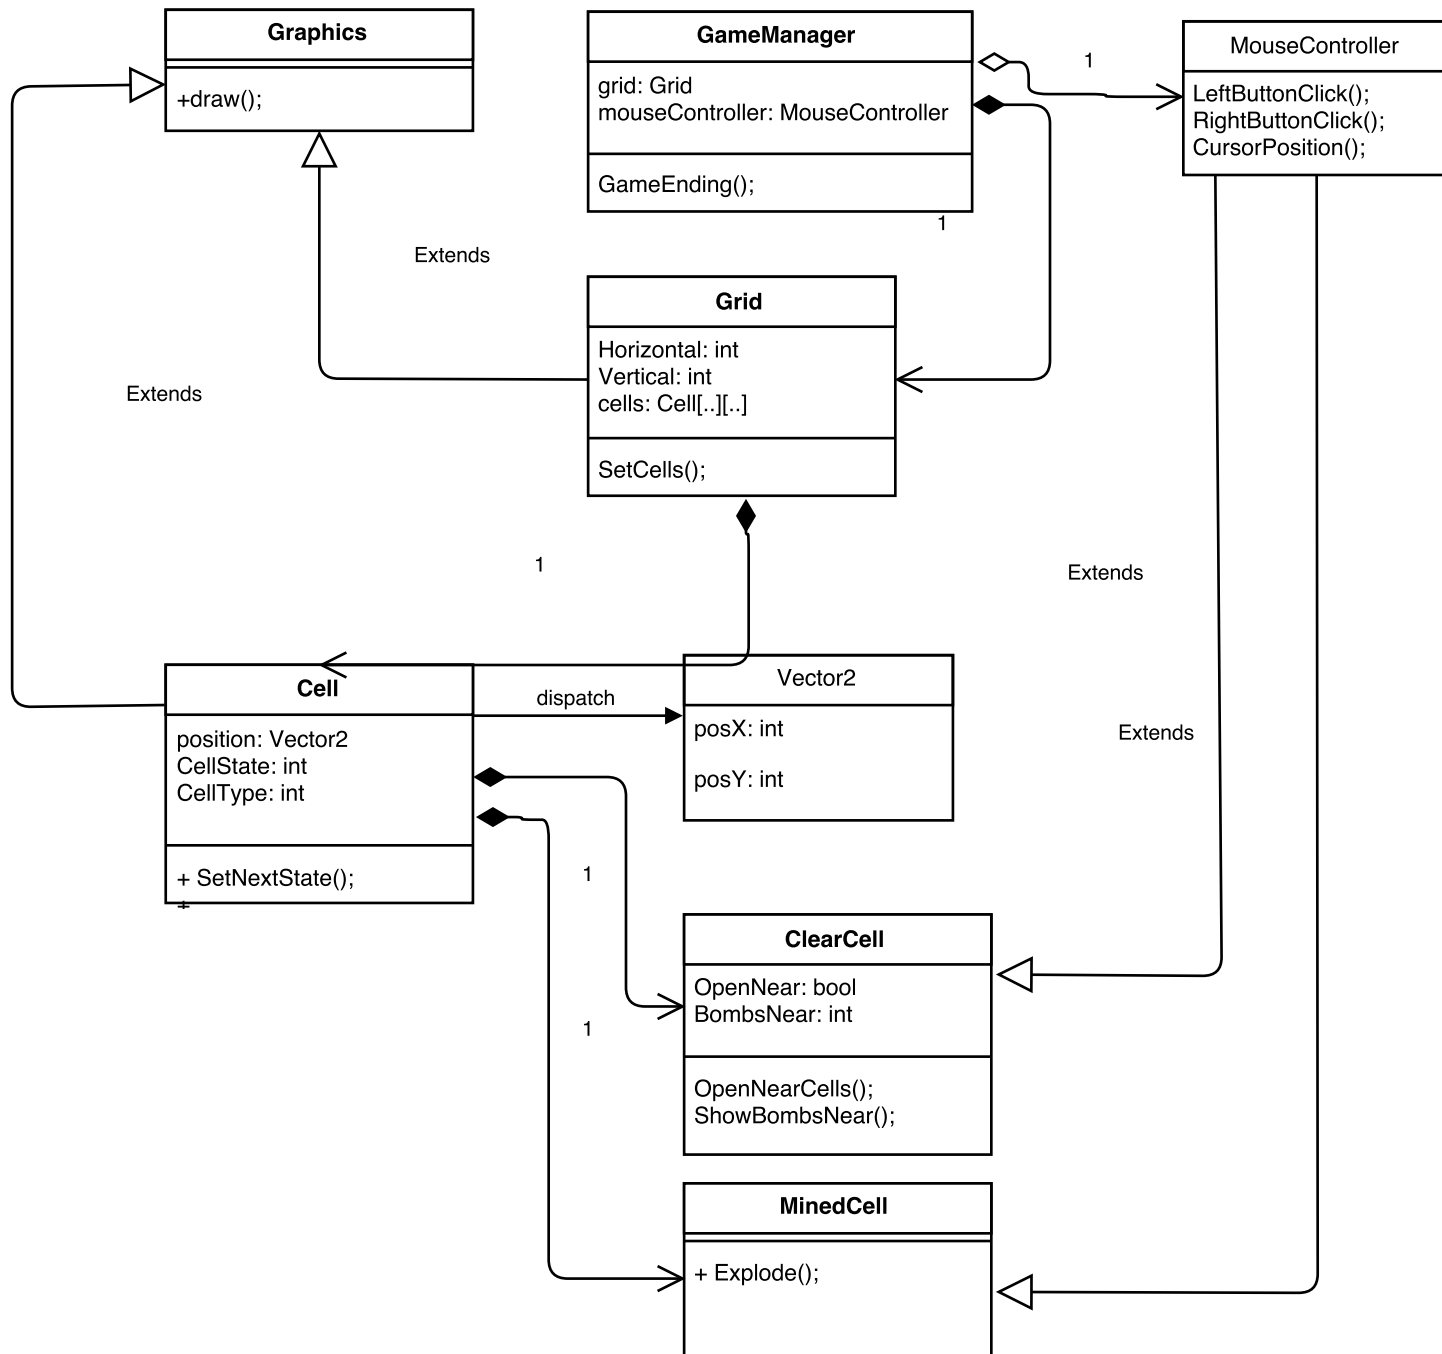 Graphics
+draw();
GameManager
grid: Grid
mouseController: MouseController
GameEnding();
1
MouseController
LeftButtonClick();
RightButtonClick();
CursorPosition();
1
Extends
Grid
Horizontal: int
Vertical: int
cells: Cell[..][..]
SetCells();
Extends
1
Extends
Cell
position: Vector2
CellState: int
CellType: int
+ SetNextState();
+
dispatch
Vector2
posX: int
posY: int
Extends
1
ClearCell
OpenNear: bool
BombsNear: int
OpenNearCells();
ShowBombsNear();
1
MinedCell
+ Explode();